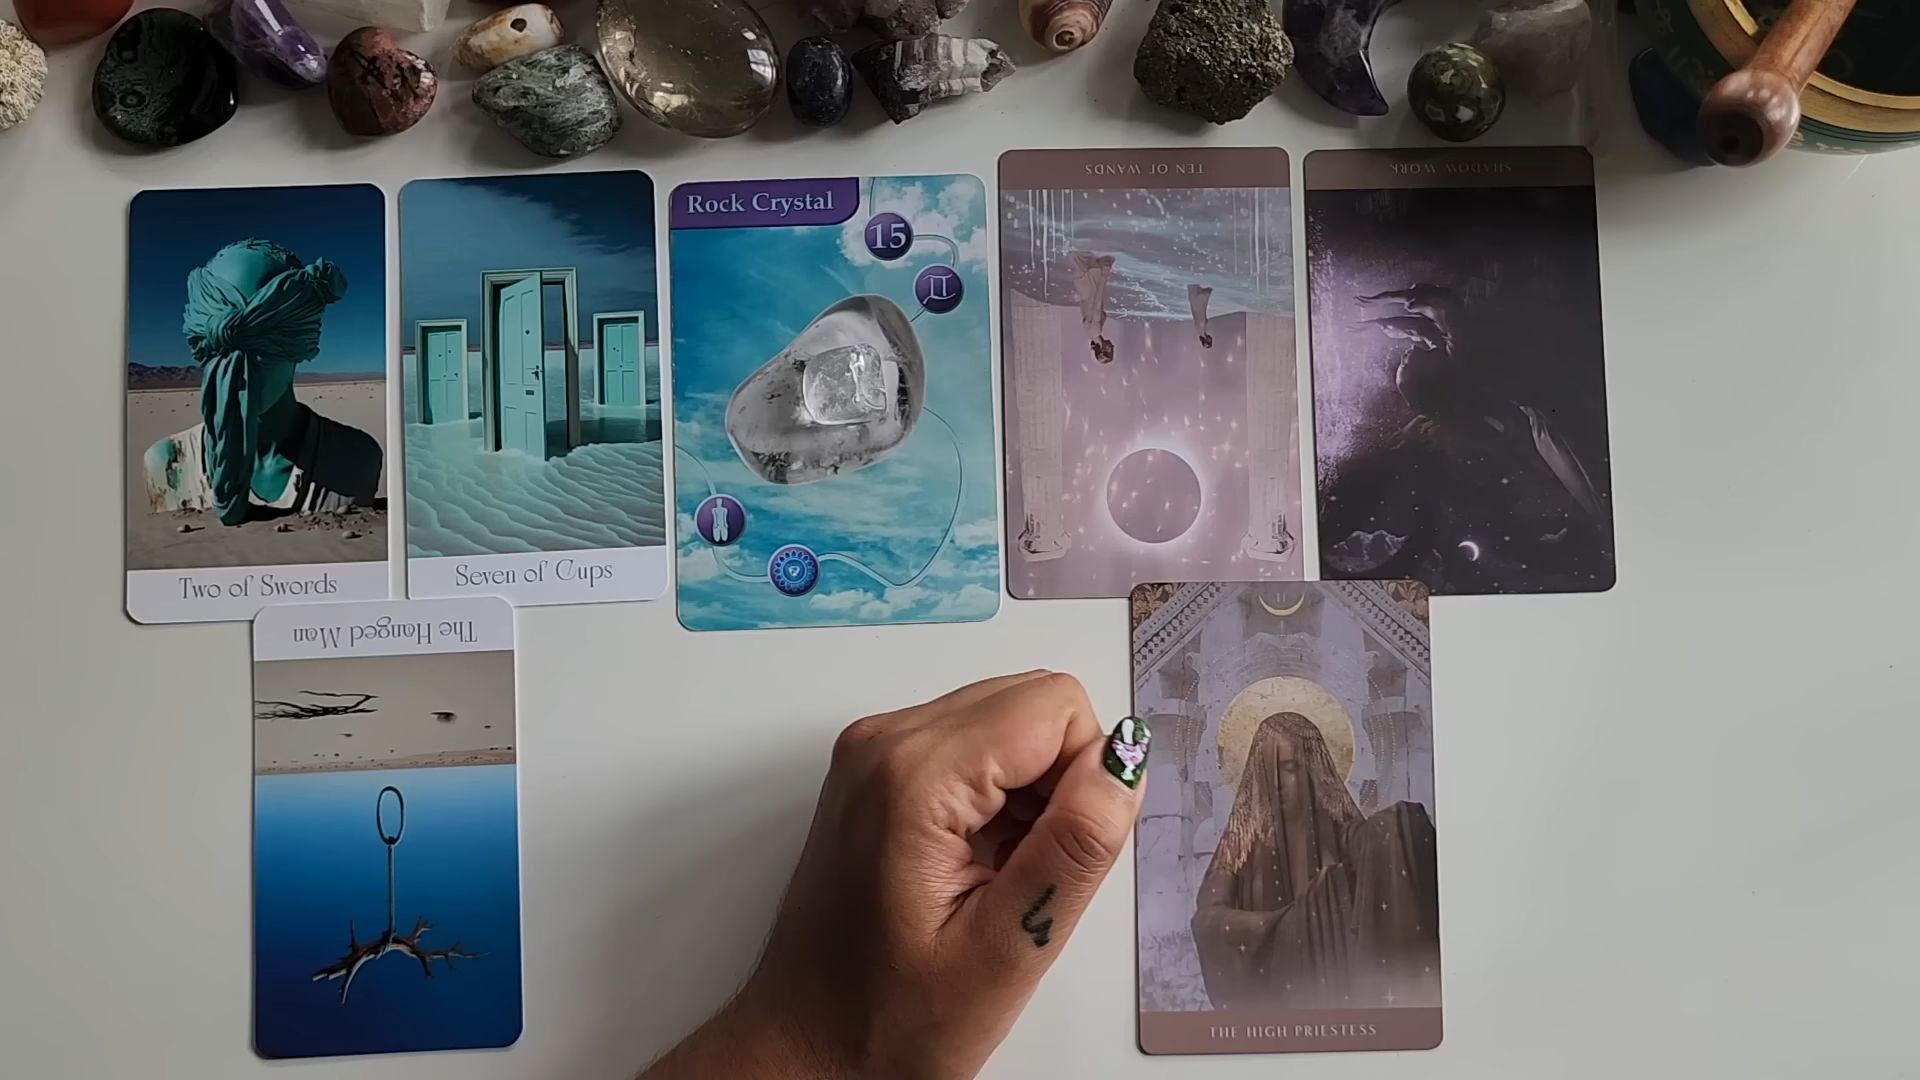 Rock Crystal
15
TEN OF WANDS
SHADOW WORK
Two of Swords
Seven of Cups
The Hanged Man
II
THE HIGH PRIESTESS